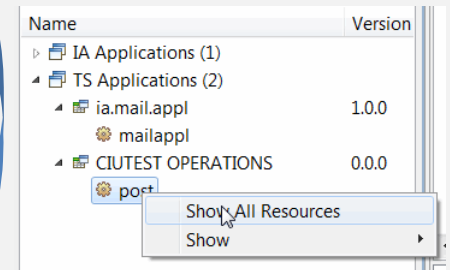 Name Version
IA Applications (1)
TS Applications (2)
ia.mail.appl 1.0.0
mailappl
CIUTEST OPERATIONS 0.0.0
post
Show All Resources
Show